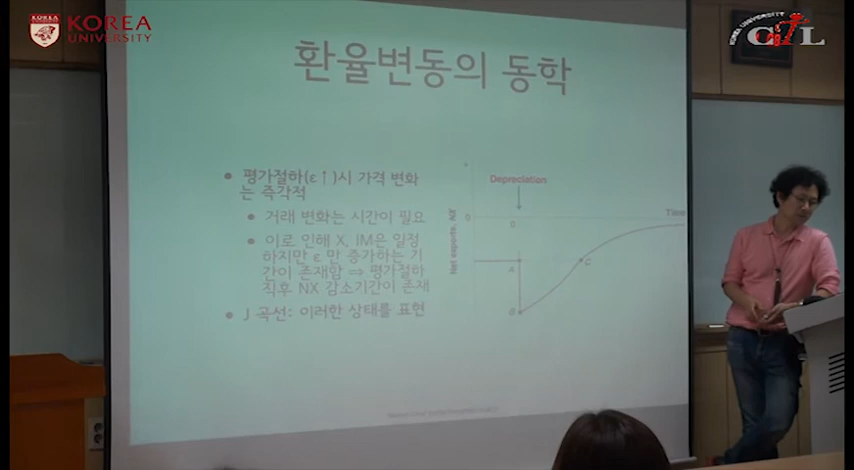 KOREA
UNIVERSITY
KOREA UNIVERSITY
CTL
환율변동의 동학
• 평가절하(ε↑)시 가격 변화
는 즉각적
• 거래 변화는 시간이 필요
• 이로 인해 X, IM은 일정
하지만 ε 만 증가하는 기
간이 존재함 ⇒ 평가절하
직후 NX 감소기간이 존재
• J 곡선: 이러한 상태를 표현
Depreciation
Net exports, NX
0
Time
A
B
C